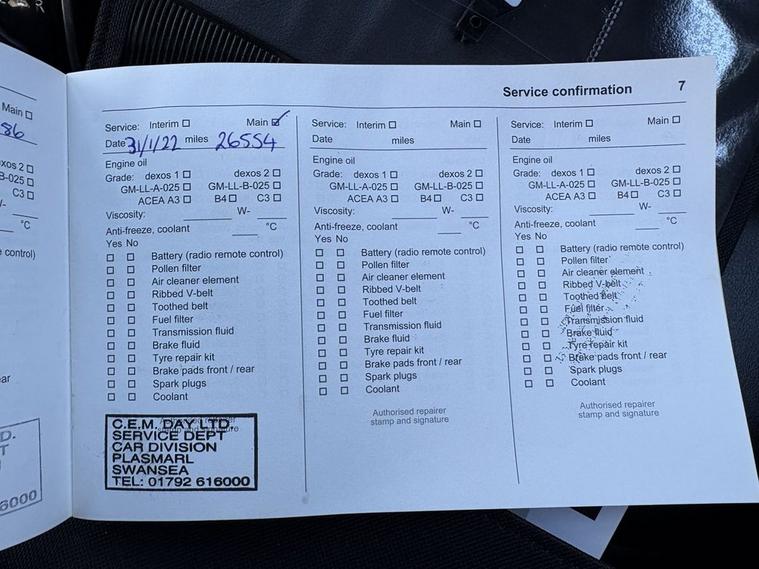 Service confirmation 7
Main
86
xos 2
B-025
C3
W-
control)
ear
D.
T
6000
Service: Interim Main
Date 31/1/22 miles 26554
Engine oil
Grade: dexos 1 dexos 2
GM-LL-A-025 GM-LL-B-025
ACEA A3 B4 C3
Viscosity: W-
Anti-freeze, coolant °C
Yes No
Battery (radio remote control)
Pollen filter
Air cleaner element
Ribbed V-belt
Toothed belt
Fuel filter
Transmission fluid
Brake fluid
Tyre repair kit
Brake pads front / rear
Spark plugs
Coolant
C.E.M. DAY LTD.
SERVICE DEPT
CAR DIVISION
PLASMARL
SWANSEA
TEL: 01792 616000
Service: Interim Main
Date miles
Engine oil
Grade: dexos 1 dexos 2
GM-LL-A-025 GM-LL-B-025
ACEA A3 B4 C3
Viscosity: W-
Anti-freeze, coolant °C
Yes No
Battery (radio remote control)
Pollen filter
Air cleaner element
Ribbed V-belt
Toothed belt
Fuel filter
Transmission fluid
Brake fluid
Tyre repair kit
Brake pads front / rear
Spark plugs
Coolant
Authorised repairer
stamp and signature
Service: Interim Main
Date miles
Engine oil
Grade: dexos 1 dexos 2
GM-LL-A-025 GM-LL-B-025
ACEA A3 B4 C3
Viscosity: W-
Anti-freeze, coolant °C
Yes No
Battery (radio remote control)
Pollen filter
Air cleaner element
Ribbed V-belt
Toothed belt
Fuel filter
Transmission fluid
Brake fluid
Tyre repair kit
Brake pads front / rear
Spark plugs
Coolant
Authorised repairer
stamp and signature